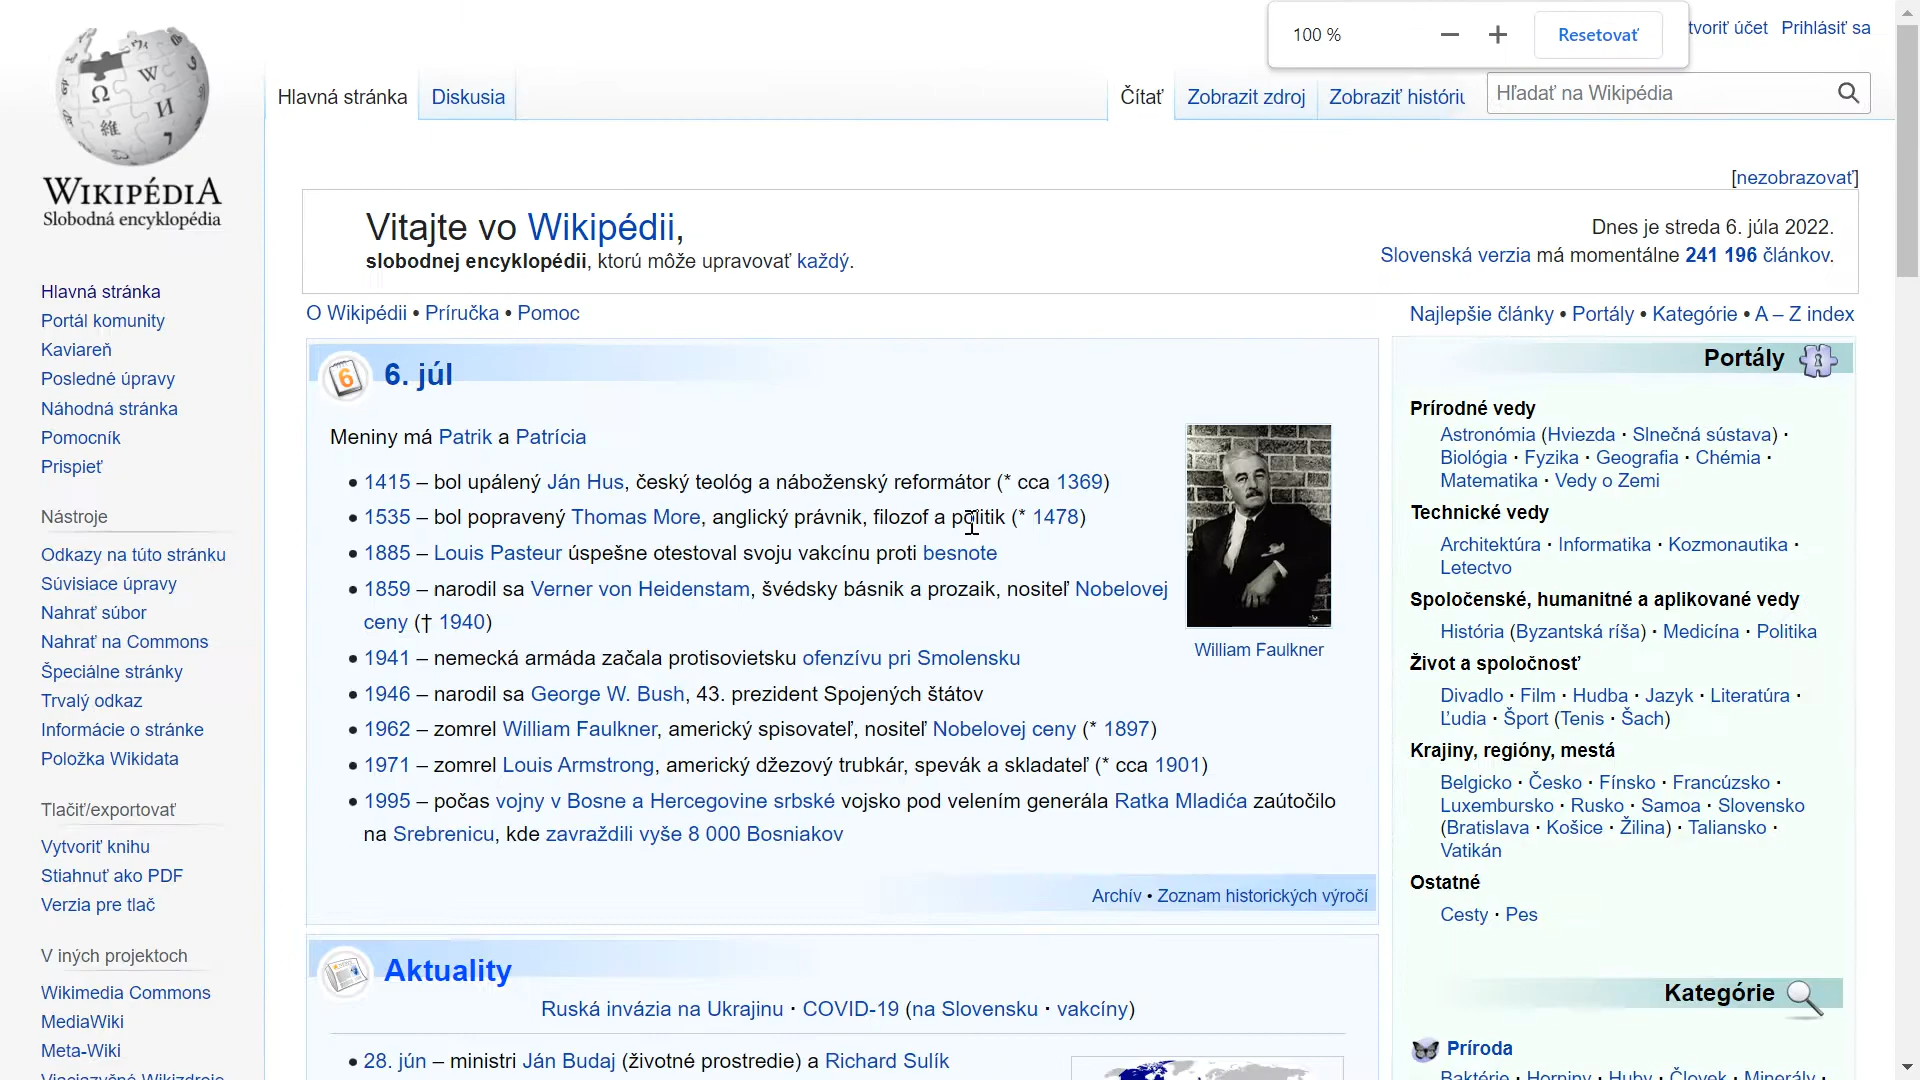 100 %
Resetovať
tvoriť účet Prihlásiť sa
Hlavná stránka Diskusia Čítať Zobrazit zdroj Zobraziť histório Hľadať na Wikipédia
WIKIPÉDIA
Slobodná encyklopédia
[nezobrazovať]
Vitajte vo Wikipédii,
slobodnej encyklopédii, ktorú môže upravovať každý.
Dnes je streda 6. júla 2022.
Slovenská verzia má momentálne 241 196 článkov.
O Wikipédii • Príručka • Pomoc
Najlepšie články • Portály • Kategórie • A – Z index
Hlavná stránka
Portál komunity
Kaviareň
Posledné úpravy
Náhodná stránka
Pomocník
Prispieť
Nástroje
Odkazy na túto stránku
Súvisiace úpravy
Nahrať súbor
Nahrať na Commons
Špeciálne stránky
Trvalý odkaz
Informácie o stránke
Položka Wikidata
Tlačiť/exportovať
Vytvoriť knihu
Stiahnuť ako PDF
Verzia pre tlač
V iných projektoch
Wikimedia Commons
MediaWiki
Meta-Wiki
6. júl
Meniny má Patrik a Patrícia
• 1415 – bol upálený Ján Hus, český teológ a náboženský reformátor (* cca 1369)
• 1535 – bol popravený Thomas More, anglický právnik, filozof a politik (* 1478)
• 1885 – Louis Pasteur úspešne otestoval svoju vakcínu proti besnote
• 1859 – narodil sa Verner von Heidenstam, švédsky básnik a prozaik, nositeľ Nobelovej
ceny († 1940)
• 1941 – nemecká armáda začala protisovietsku ofenzívu pri Smolensku
• 1946 – narodil sa George W. Bush, 43. prezident Spojených štátov
• 1962 – zomrel William Faulkner, americký spisovateľ, nositeľ Nobelovej ceny (* 1897)
• 1971 – zomrel Louis Armstrong, americký džezový trubkár, spevák a skladateľ (* cca 1901)
• 1995 – počas vojny v Bosne a Hercegovine srbské vojsko pod velením generála Ratka Mladića zaútočilo
na Srebrenicu, kde zavraždili vyše 8 000 Bosniakov
William Faulkner
Archív • Zoznam historických výročí
Aktuality
Ruská invázia na Ukrajinu · COVID-19 (na Slovensku · vakcíny)
• 28. jún – ministri Ján Budaj (životné prostredie) a Richard Sulík
Portály
Prírodné vedy
Astronómia (Hviezda · Slnečná sústava) ·
Biológia · Fyzika · Geografia · Chémia ·
Matematika · Vedy o Zemi
Technické vedy
Architektúra · Informatika · Kozmonautika ·
Letectvo
Spoločenské, humanitné a aplikované vedy
História (Byzantská ríša) · Medicína · Politika
Život a spoločnosť
Divadlo · Film · Hudba · Jazyk · Literatúra ·
Ľudia · Šport (Tenis · Šach)
Krajiny, regióny, mestá
Belgicko · Česko · Fínsko · Francúzsko ·
Luxembursko · Rusko · Samoa · Slovensko
(Bratislava · Košice · Žilina) · Taliansko ·
Vatikán
Ostatné
Cesty · Pes
Kategórie
Príroda
Baktérie · Horniny · Huby · Človek · Minerály ·